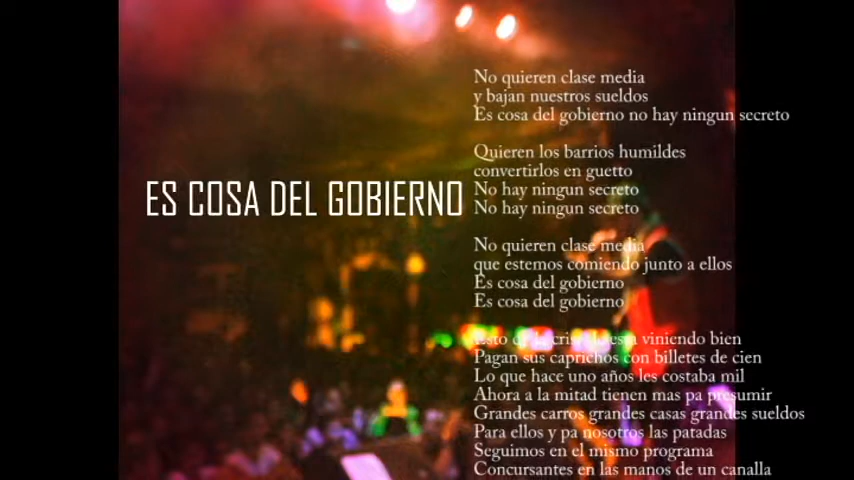 ES COSA DEL GOBIERNO
No quieren clase media
y bajan nuestros sueldos
Es cosa del gobierno no hay ningun secreto
Quieren los barrios humildes
convertirlos en guetto
No hay ningun secreto
No hay ningun secreto
No quieren clase media
que estemos comiendo junto a ellos
Es cosa del gobierno
Es cosa del gobierno
Esto de la crisis viniendo bien
Pagan sus caprichos con billetes de cien
Lo que hace uno años les costaba mil
Ahora a la mitad tienen mas pa presumir
Grandes carros grandes casas grandes sueldos
Para ellos y pa nosotros las patadas
Seguimos en el mismo programa
Concursantes en las manos de un canalla